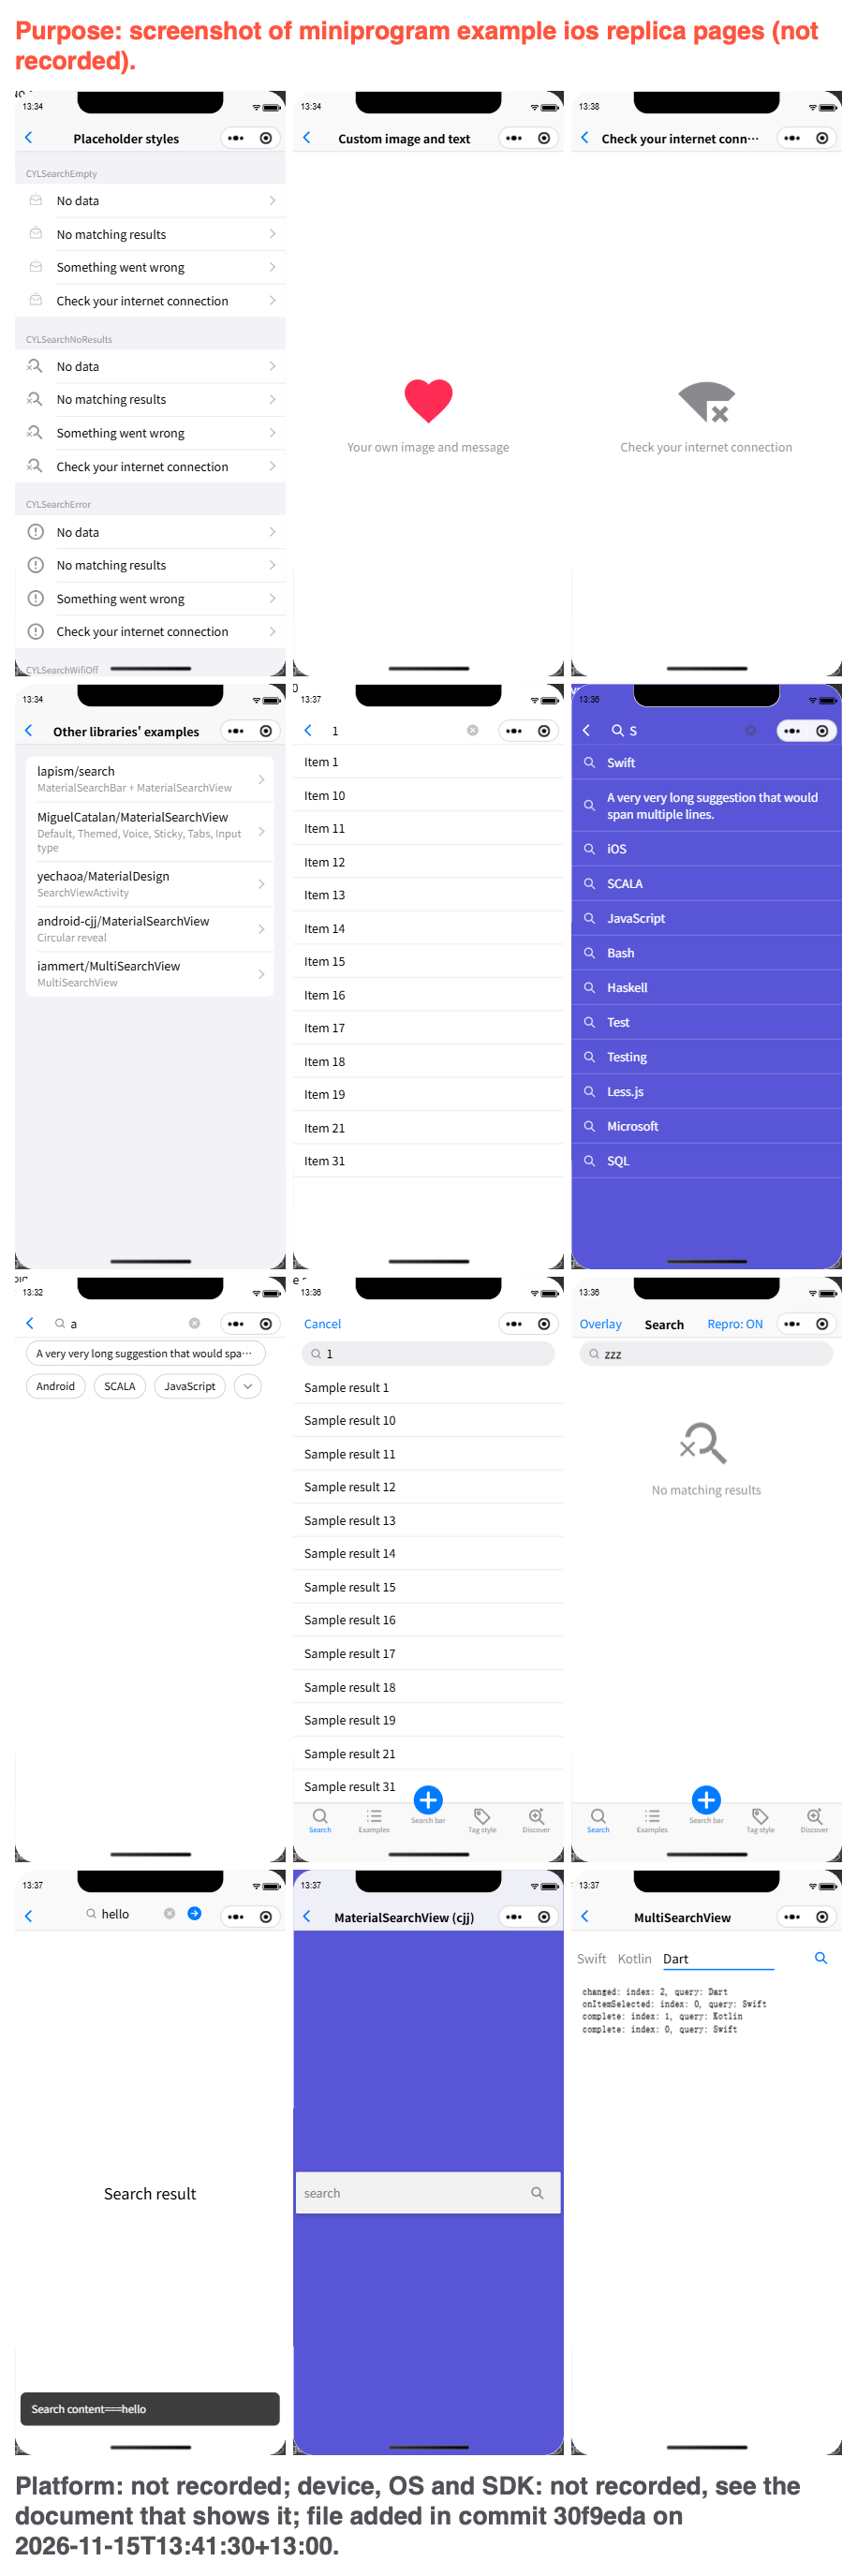 Purpose: screenshot of miniprogram example ios replica pages (not
recorded).
13:34
Placeholder styles
CYLSearchEmpty
No data
No matching results
Something went wrong
Check your internet connection
CYLSearchNoResults
No data
No matching results
Something went wrong
Check your internet connection
CYLSearchError
No data
No matching results
Something went wrong
Check your internet connection
CYLSearchWifiOff
13:34
Custom image and text
Your own image and message
13:38
Check your internet conn···
Check your internet connection
13:34
Other libraries' examples
lapism/search
MaterialSearchBar + MaterialSearchView
MiguelCatalan/MaterialSearchView
Default, Themed, Voice, Sticky, Tabs, Input
type
yechaoa/MaterialDesign
SearchViewActivity
android-cjj/MaterialSearchView
Circular reveal
iammert/MultiSearchView
MultiSearchView
13:37
1
Item 1
Item 10
Item 11
Item 12
Item 13
Item 14
Item 15
Item 16
Item 17
Item 18
Item 19
Item 21
Item 31
13:36
S
Swift
A very very long suggestion that would
span multiple lines.
iOS
SCALA
JavaScript
Bash
Haskell
Test
Testing
Less.js
Microsoft
SQL
13:32
a
A very very long suggestion that would spa···
Android SCALA JavaScript
13:36
Cancel
1
Sample result 1
Sample result 10
Sample result 11
Sample result 12
Sample result 13
Sample result 14
Sample result 15
Sample result 16
Sample result 17
Sample result 18
Sample result 19
Sample result 21
Sample result 31
Search Examples Search bar Tag style Discover
13:36
Overlay Search Repro: ON
zzz
No matching results
Search Examples Search bar Tag style Discover
13:37
hello
Search result
Search content===hello
13:37
MaterialSearchView (cjj)
search
13:37
MultiSearchView
Swift Kotlin Dart
changed: index: 2, query: Dart
onItemSelected: index: 0, query: Swift
complete: index: 1, query: Kotlin
complete: index: 0, query: Swift
Platform: not recorded; device, OS and SDK: not recorded, see the
document that shows it; file added in commit 30f9eda on
2026-11-15T13:41:30+13:00.